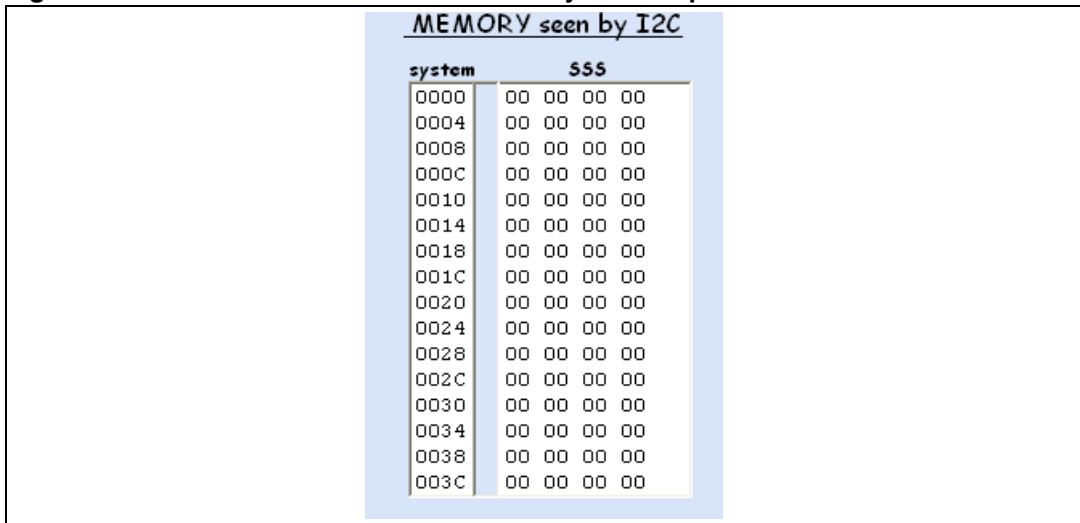 MEMORY seen by I2C
system SSS
0000 00 00 00 00
0004 00 00 00 00
0008 00 00 00 00
000C 00 00 00 00
0010 00 00 00 00
0014 00 00 00 00
0018 00 00 00 00
001C 00 00 00 00
0020 00 00 00 00
0024 00 00 00 00
0028 00 00 00 00
002C 00 00 00 00
0030 00 00 00 00
0034 00 00 00 00
0038 00 00 00 00
003C 00 00 00 00